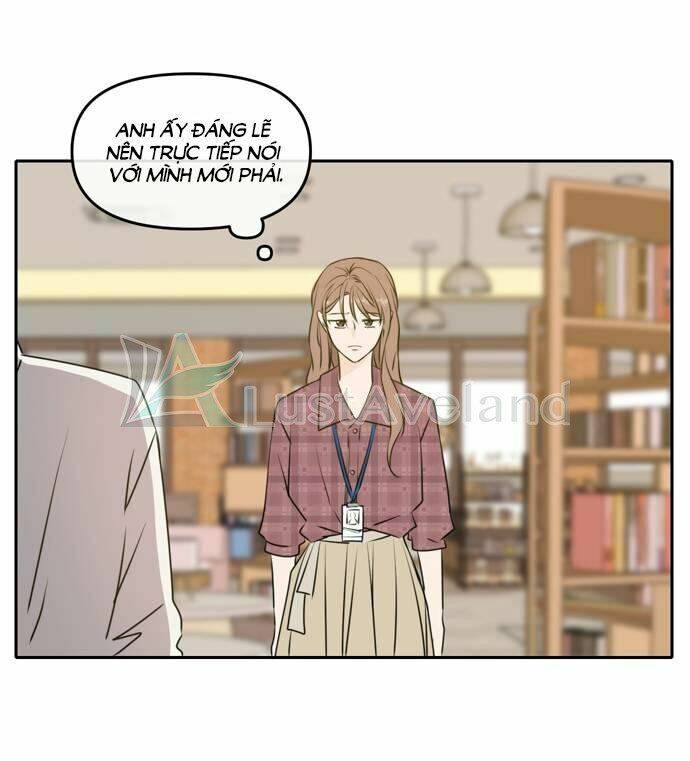 ANH ẤY ĐÁNG LẼ
NÊN TRỰC TIẾP NÓI
VỚI MÌNH MỚI PHẢI.
LustAveland